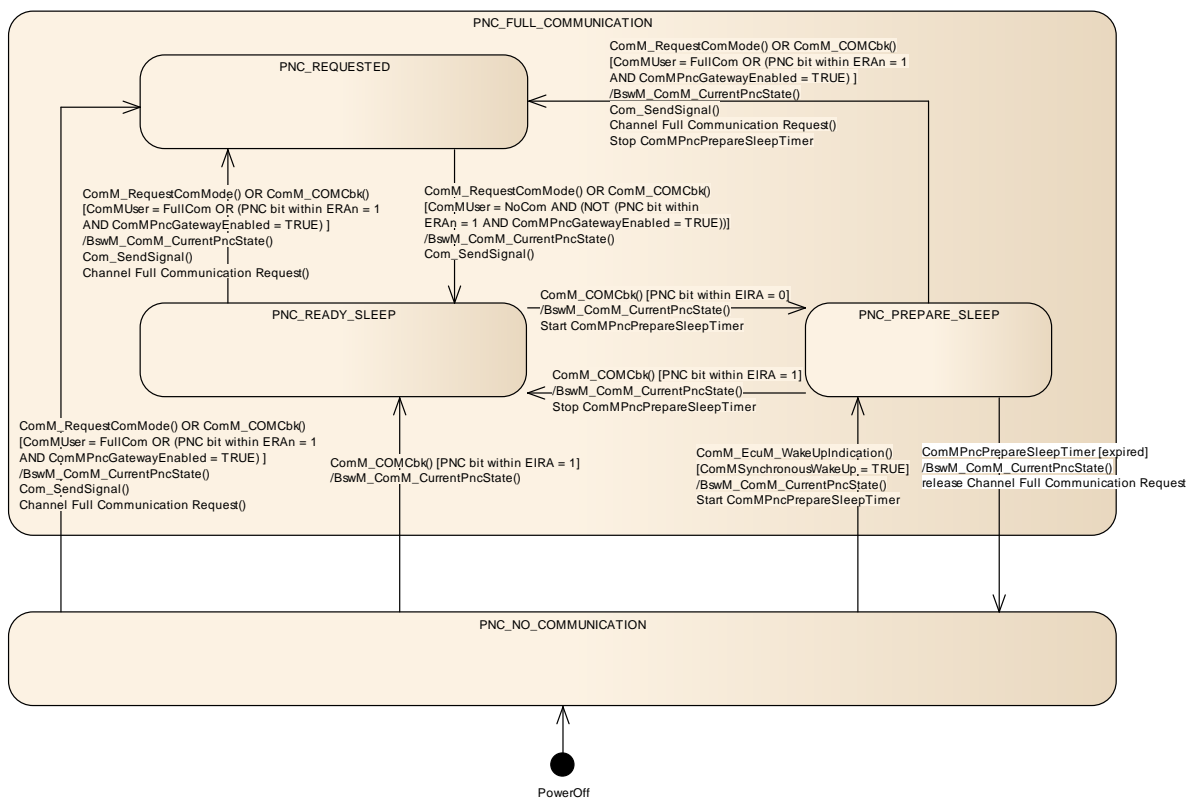 PNC_FULL_COMMUNICATION
PNC_REQUESTED
ComM_RequestComMode() OR ComM_COMCbk()
[ComMUser = FullCom OR (PNC bit within ERAn = 1
AND ComMPncGatewayEnabled = TRUE) ]
/BswM_ComM_CurrentPncState()
Com_SendSignal()
Channel Full Communication Request()
Stop ComMPncPrepareSleepTimer
ComM_RequestComMode() OR ComM_COMCbk()
[ComMUser = FullCom OR (PNC bit within ERAn = 1
AND ComMPncGatewayEnabled = TRUE) ]
/BswM_ComM_CurrentPncState()
Com_SendSignal()
Channel Full Communication Request()
ComM_RequestComMode() OR ComM_COMCbk()
[ComMUser = NoCom AND (NOT (PNC bit within
ERAn = 1 AND ComMPncGatewayEnabled = TRUE))]
/BswM_ComM_CurrentPncState()
Com_SendSignal()
PNC_READY_SLEEP
ComM_COMCbk() [PNC bit within EIRA = 0]
/BswM_ComM_CurrentPncState()
Start ComMPncPrepareSleepTimer
PNC_PREPARE_SLEEP
ComM_COMCbk() [PNC bit within EIRA = 1]
/BswM_ComM_CurrentPncState()
Stop ComMPncPrepareSleepTimer
ComM_RequestComMode() OR ComM_COMCbk()
[ComMUser = FullCom OR (PNC bit within ERAn = 1
AND ComMPncGatewayEnabled = TRUE) ]
/BswM_ComM_CurrentPncState()
Com_SendSignal()
Channel Full Communication Request()
ComM_COMCbk() [PNC bit within EIRA = 1]
/BswM_ComM_CurrentPncState()
ComM_EcuM_WakeUpIndication()
[ComMSynchronousWakeUp = TRUE]
/BswM_ComM_CurrentPncState()
Start ComMPncPrepareSleepTimer
ComMPncPrepareSleepTimer [expired]
/BswM_ComM_CurrentPncState()
release Channel Full Communication Request
PNC_NO_COMMUNICATION
PowerOff